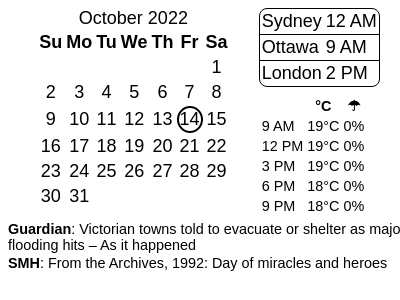 October 2022
Su Mo Tu We Th Fr Sa
1
2 3 4 5 6 7 8
9 10 11 12 13 14 15
16 17 18 19 20 21 22
23 24 25 26 27 28 29
30 31
Sydney 12 AM
Ottawa 9 AM
London 2 PM
°C ☂
9 AM 19°C 0%
12 PM 19°C 0%
3 PM 19°C 0%
6 PM 18°C 0%
9 PM 18°C 0%
Guardian: Victorian towns told to evacuate or shelter as majo
flooding hits – As it happened
SMH: From the Archives, 1992: Day of miracles and heroes